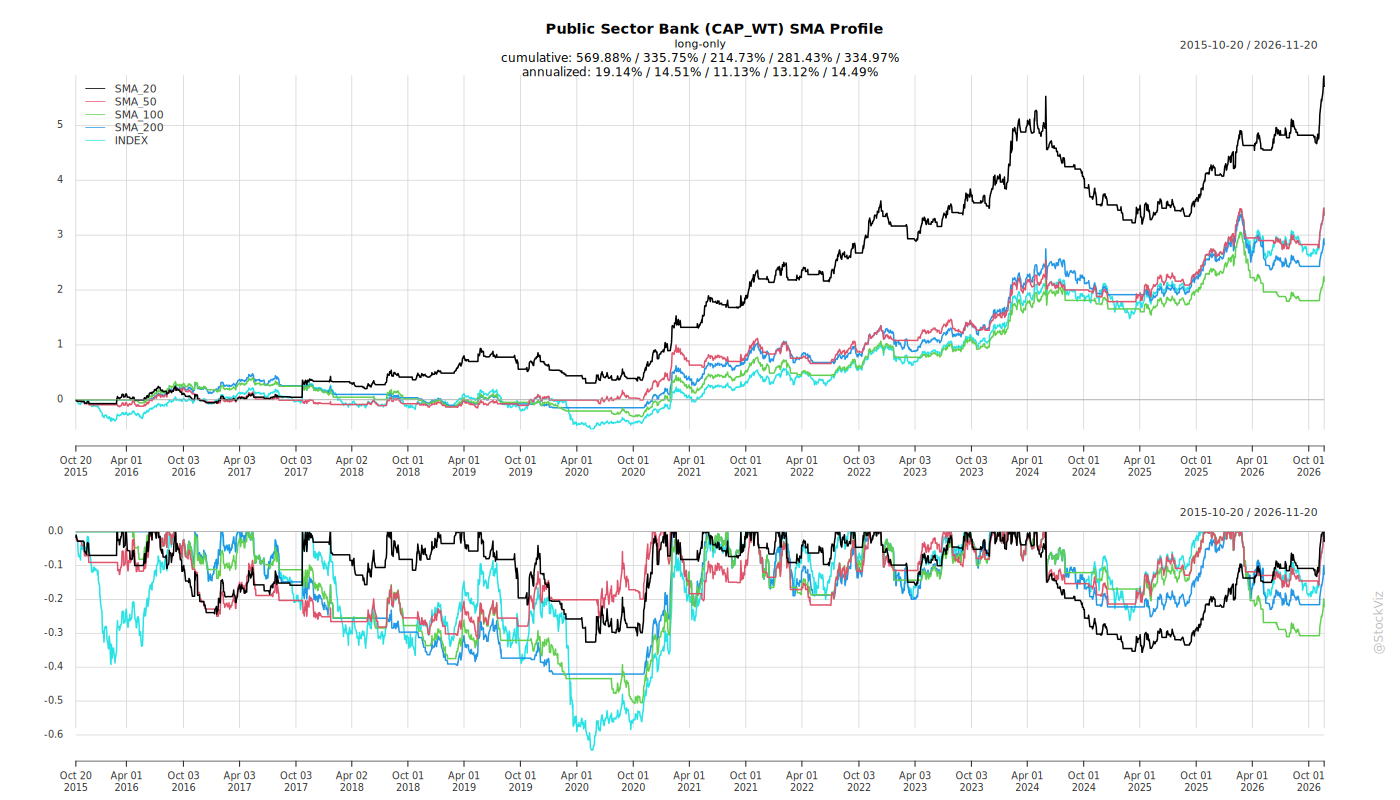 Public Sector Bank (CAP_WT) SMA Profile
long-only
cumulative: 569.88% / 335.75% / 214.73% / 281.43% / 334.97%
annualized: 19.14% / 14.51% / 11.13% / 13.12% / 14.49%
2015-10-20 / 2026-11-20
SMA_20
SMA_50
SMA_100
SMA_200
INDEX
5
4
3
2
1
0
Oct 20 Apr 01 Oct 03 Apr 03 Oct 03 Apr 02 Oct 01 Apr 01 Oct 01 Apr 01 Oct 01 Apr 01 Oct 01 Apr 01 Oct 03 Apr 03 Oct 03 Apr 01 Oct 01 Apr 01 Oct 01 Apr 01 Oct 01
2015 2016 2016 2017 2017 2018 2018 2019 2019 2020 2020 2021 2021 2022 2022 2023 2023 2024 2024 2025 2025 2026 2026
2015-10-20 / 2026-11-20
0.0
-0.1
-0.2
-0.3
-0.4
-0.5
-0.6
Oct 20 Apr 01 Oct 03 Apr 03 Oct 03 Apr 02 Oct 01 Apr 01 Oct 01 Apr 01 Oct 01 Apr 01 Oct 01 Apr 01 Oct 03 Apr 03 Oct 03 Apr 01 Oct 01 Apr 01 Oct 01 Apr 01 Oct 01
2015 2016 2016 2017 2017 2018 2018 2019 2019 2020 2020 2021 2021 2022 2022 2023 2023 2024 2024 2025 2025 2026 2026
@StockViz